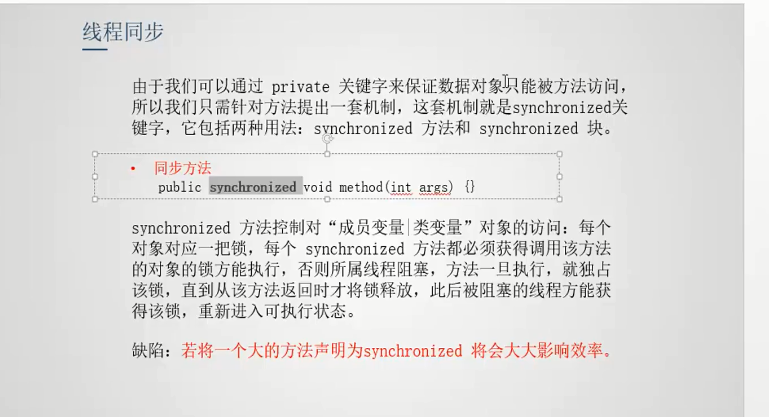 线程同步
由于我们可以通过 private 关键字来保证数据对象只能被方法访问，
所以我们只需针对方法提出一套机制，这套机制就是synchronized关
键字，它包括两种用法：synchronized 方法和 synchronized 块。
• 同步方法
public synchronized void method(int args) {}
synchronized 方法控制对“成员变量|类变量”对象的访问：每个
对象对应一把锁，每个 synchronized 方法都必须获得调用该方法
的对象的锁方能执行，否则所属线程阻塞，方法一旦执行，就独占
该锁，直到从该方法返回时才将锁释放，此后被阻塞的线程方能获
得该锁，重新进入可执行状态。
缺陷：若将一个大的方法声明为synchronized 将会大大影响效率。